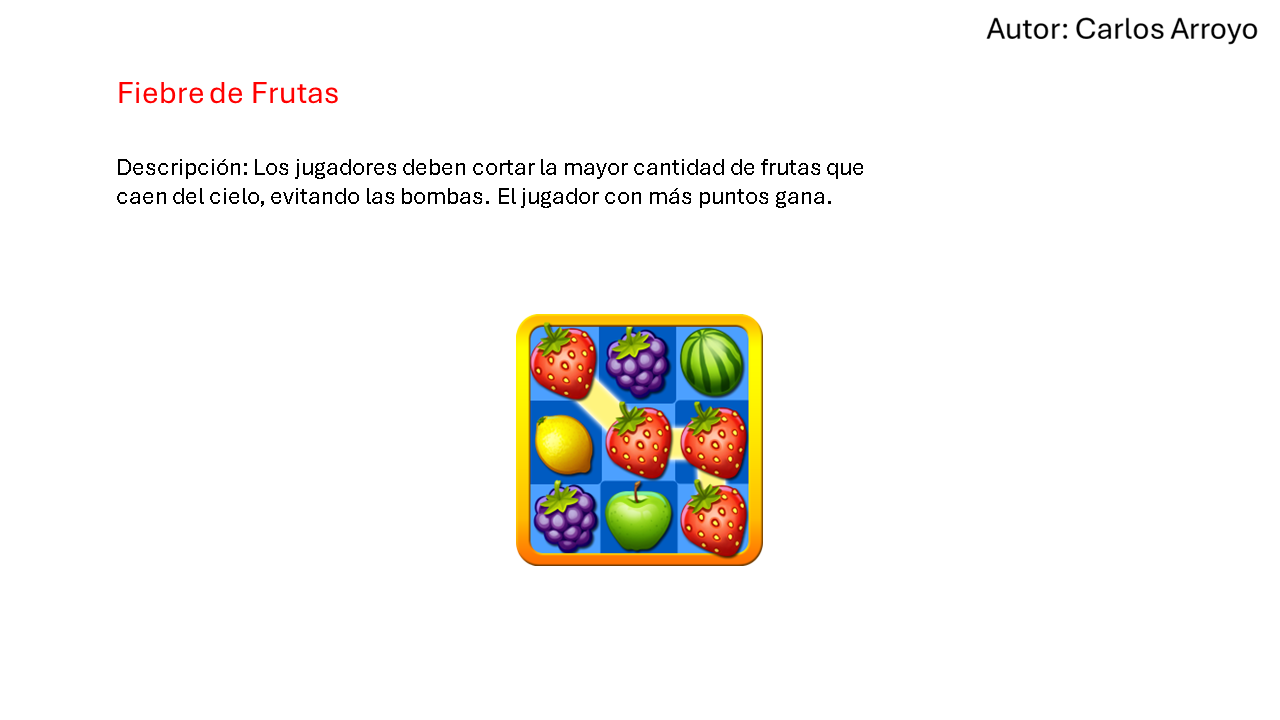 Autor: Carlos Arroyo
Fiebre de Frutas
Descripción: Los jugadores deben cortar la mayor cantidad de frutas que
caen del cielo, evitando las bombas. El jugador con más puntos gana.